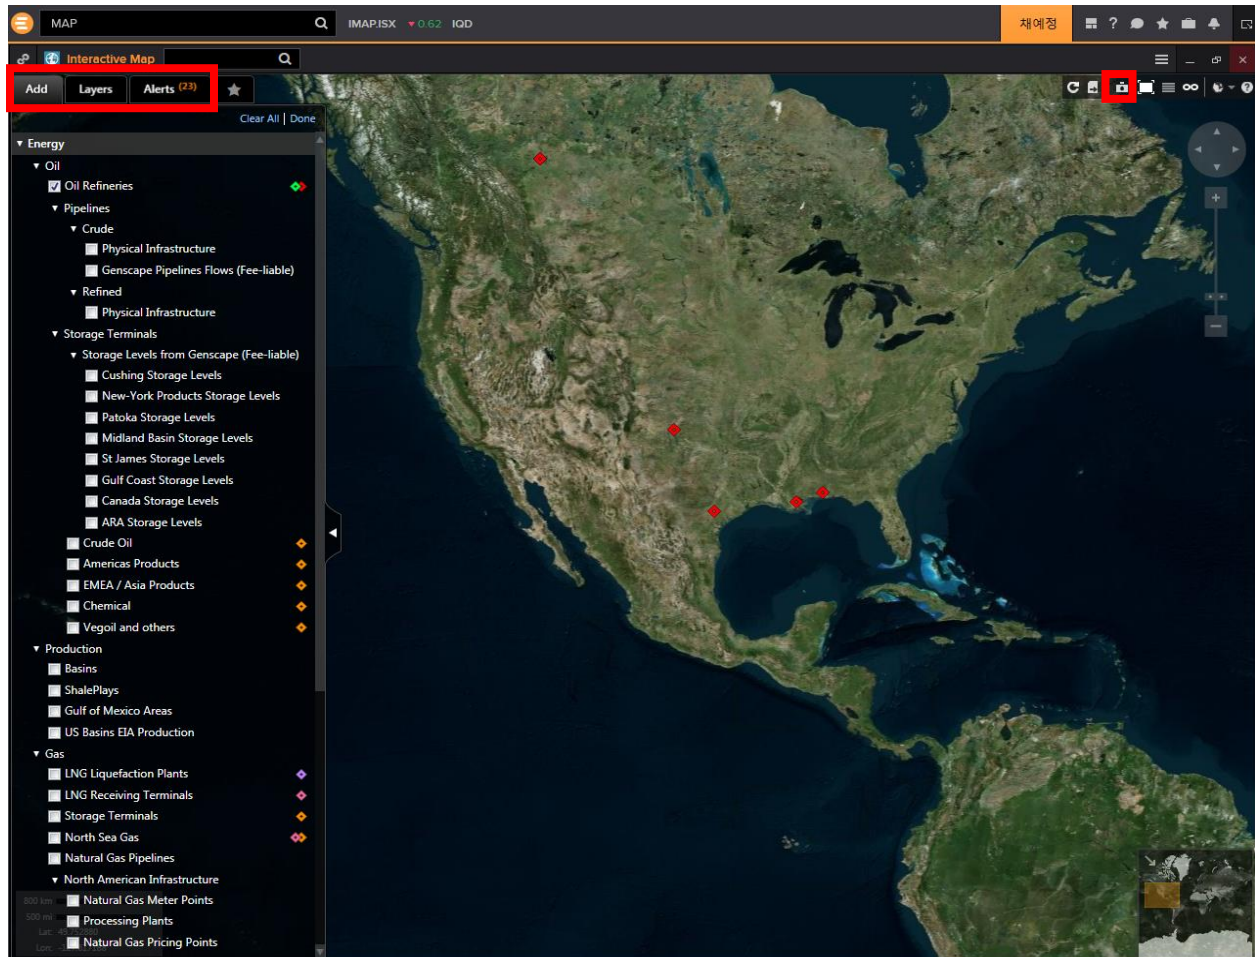 MAP
IMAP.ISX ▼0.62 IQD
채예정
Interactive Map
Add Layers Alerts (23)
Clear All | Done
Energy
Oil
Oil Refineries
Pipelines
Crude
Physical Infrastructure
Genscape Pipelines Flows (Fee-liable)
Refined
Physical Infrastructure
Storage Terminals
Storage Levels from Genscape (Fee-liable)
Cushing Storage Levels
New-York Products Storage Levels
Patoka Storage Levels
Midland Basin Storage Levels
St James Storage Levels
Gulf Coast Storage Levels
Canada Storage Levels
ARA Storage Levels
Crude Oil
Americas Products
EMEA / Asia Products
Chemical
Vegoil and others
Production
Basins
ShalePlays
Gulf of Mexico Areas
US Basins EIA Production
Gas
LNG Liquefaction Plants
LNG Receiving Terminals
Storage Terminals
North Sea Gas
Natural Gas Pipelines
North American Infrastructure
800 km Natural Gas Meter Points
500 mi Processing Plants
Lat:
Natural Gas Pricing Points
Lon: